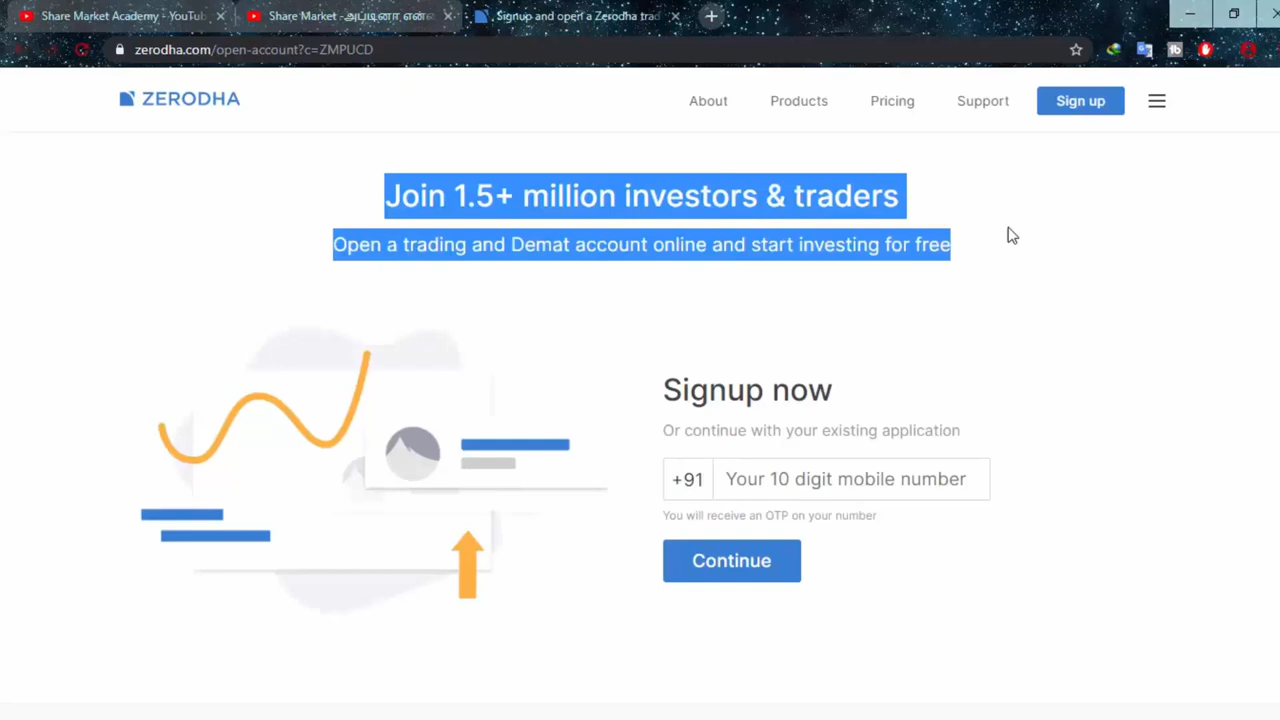 Share Market Academy - YouTub
Share Market - அப்டினா என்ன
Signup and open a Zerodha trad
zerodha.com/open-account?c=ZMPUCD
ZERODHA
About
Products
Pricing
Support
Sign up
Join 1.5+ million investors & traders
Open a trading and Demat account online and start investing for free
Signup now
Or continue with your existing application
+91
Your 10 digit mobile number
You will receive an OTP on your number
Continue